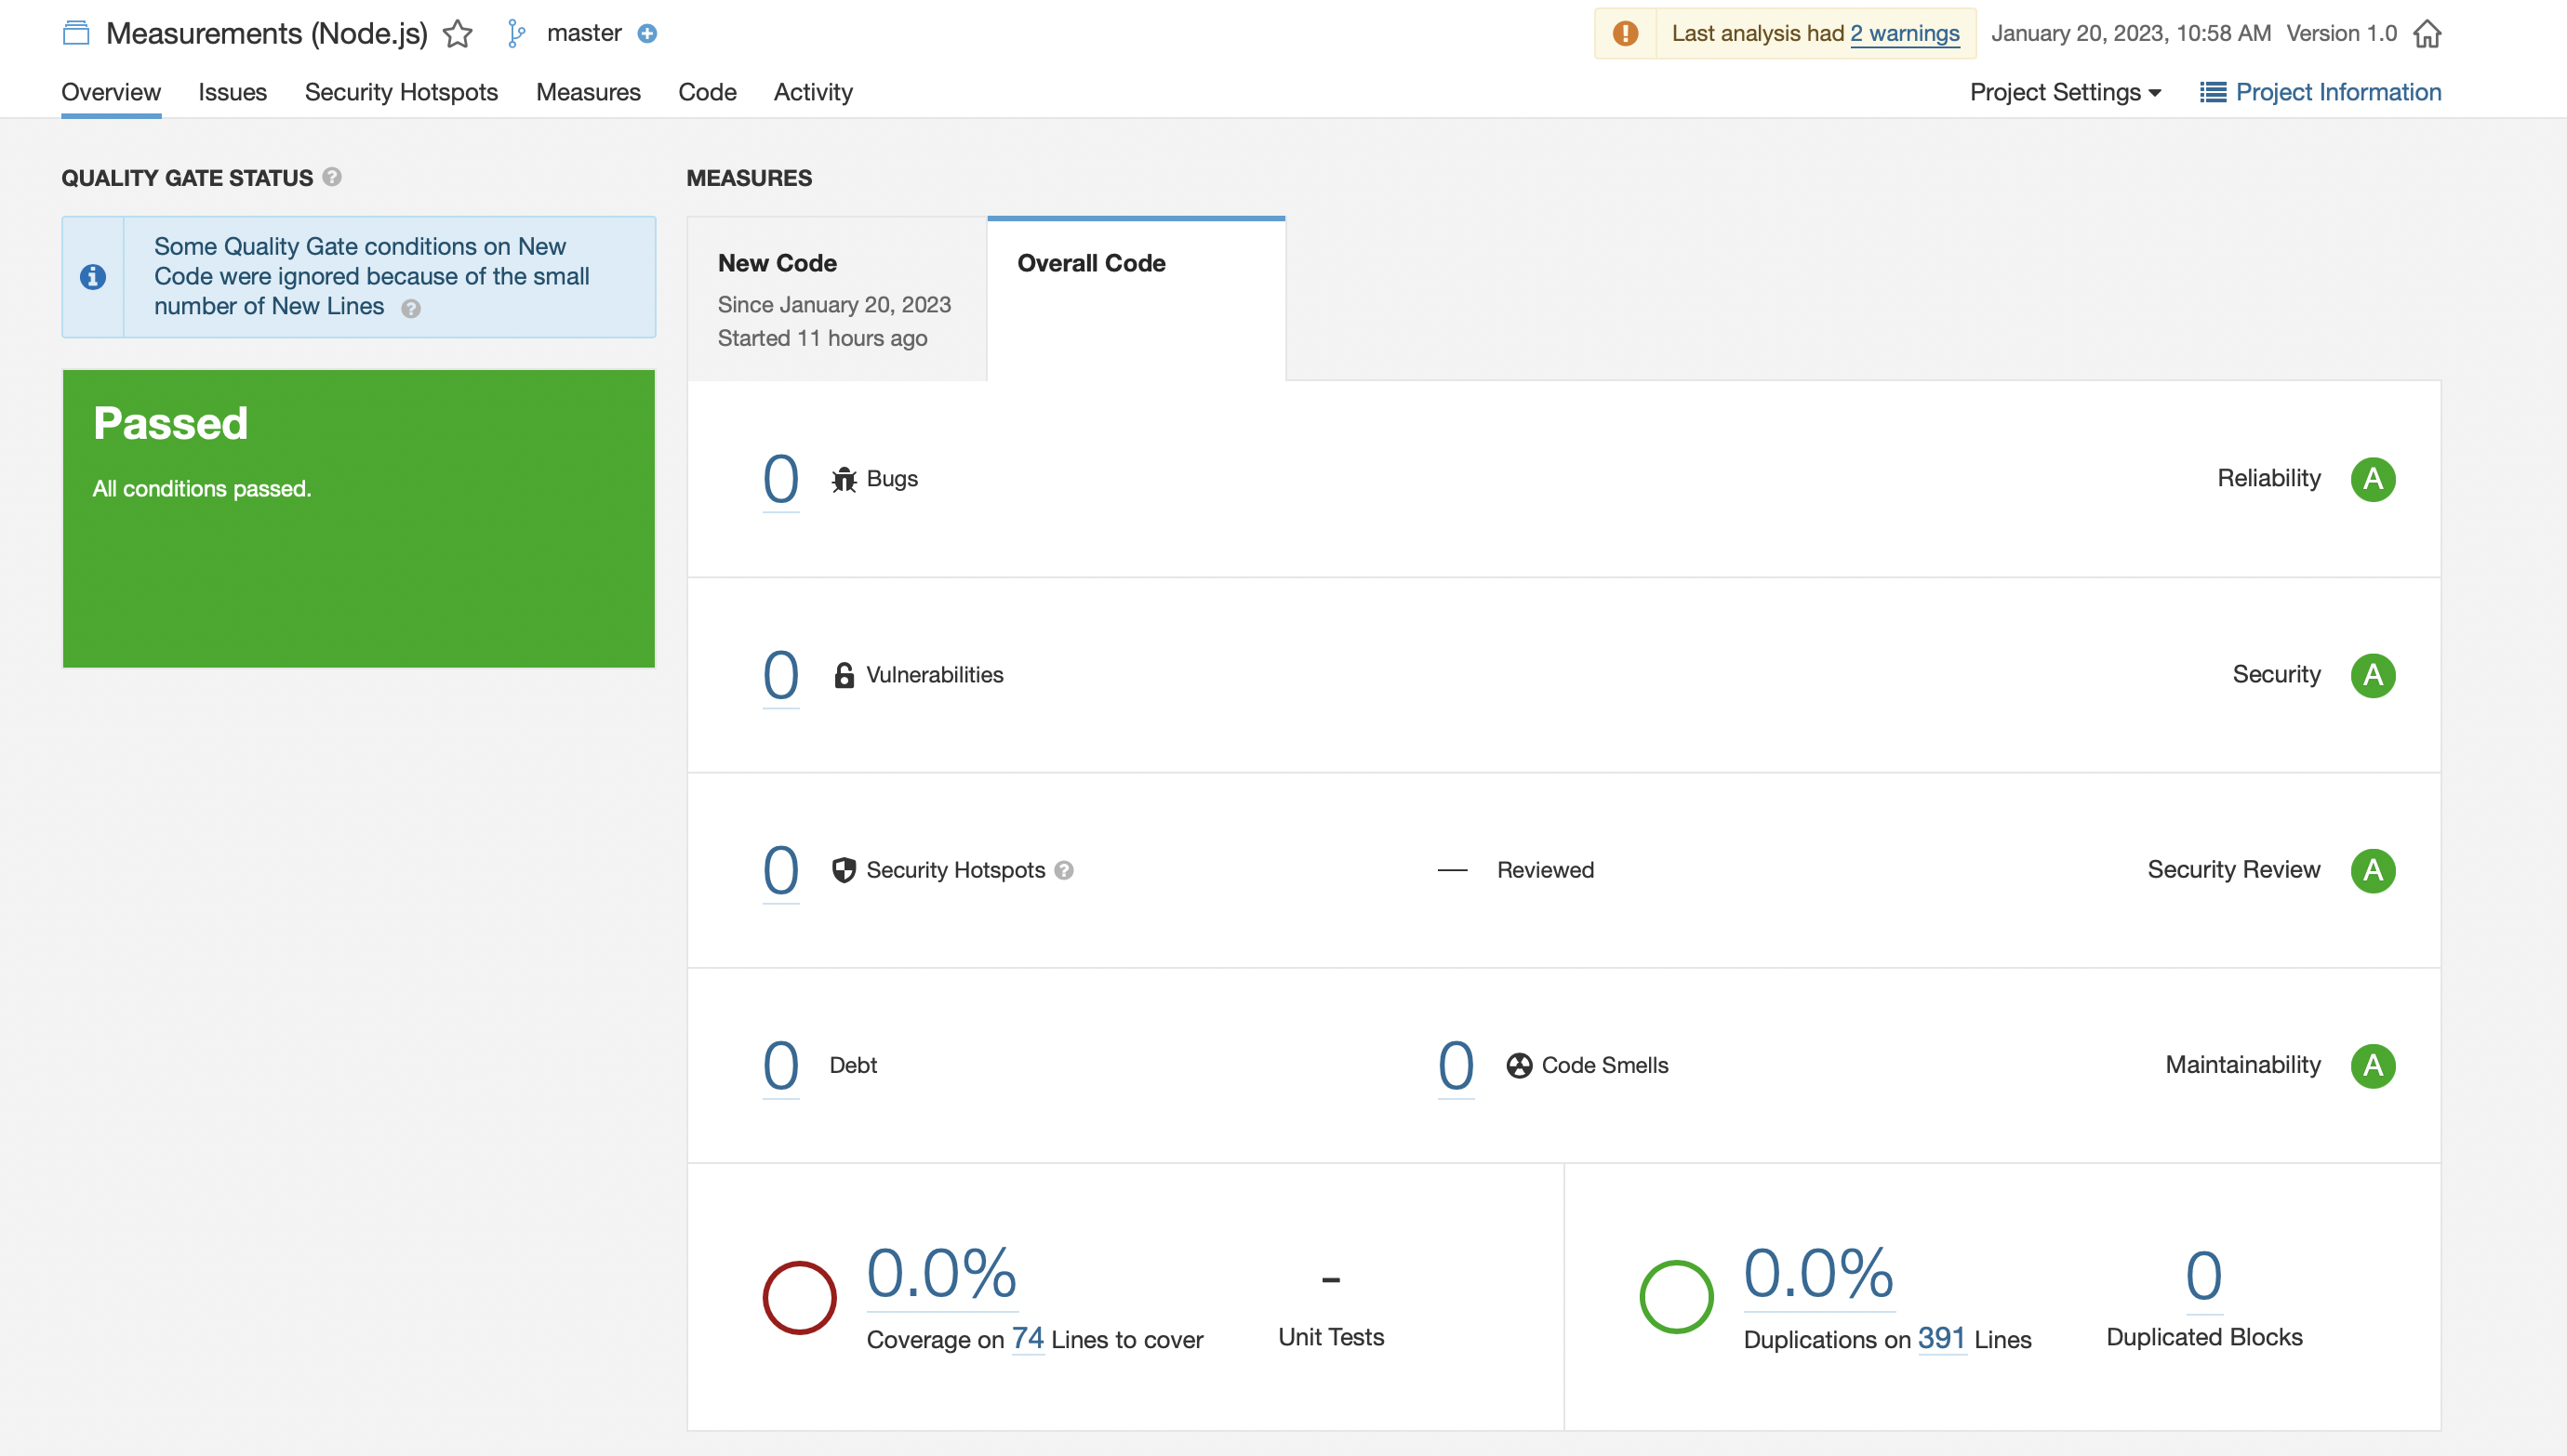 Measurements (Node.js) master Last analysis had 2 warnings January 20, 2023, 10:58 AM Version 1.0
Overview Issues Security Hotspots Measures Code Activity Project Settings Project Information
QUALITY GATE STATUS ?
Some Quality Gate conditions on New
Code were ignored because of the small
number of New Lines ?
Passed
All conditions passed.
MEASURES
New Code
Since January 20, 2023
Started 11 hours ago
Overall Code
0 Bugs Reliability A
0 Vulnerabilities Security A
0 Security Hotspots ? — Reviewed Security Review A
0 Debt 0 Code Smells Maintainability A
0.0%
Coverage on 74 Lines to cover
-
Unit Tests
0.0%
Duplications on 391 Lines
0
Duplicated Blocks